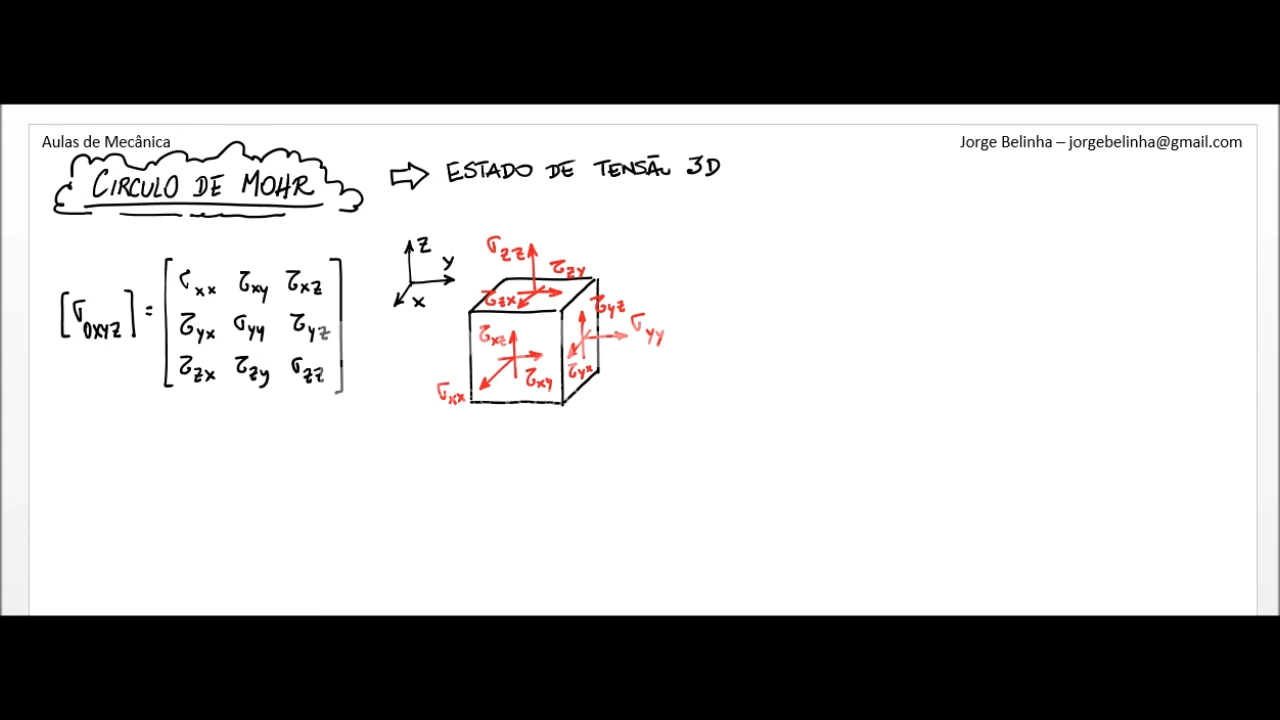 Aulas de Mecânica
Jorge Belinha – jorgebelinha@gmail.com
CIRCULO DE MOHR ⇒ ESTADO DE TENSÃO 3D
[σ0XYZ] = [σxx τxy τxz
τyx σyy τyz
τzx τzy σzz]
z
y
x
σzz
τzy
τzx
τyz
σyy
τxz
τyx
τxy
σxx